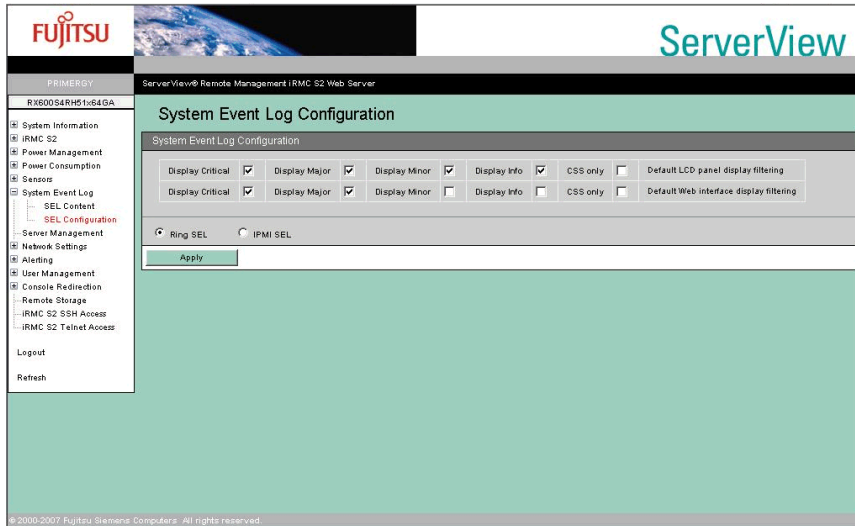 FUJITSU
ServerView
PRIMERGY
ServerView® Remote Management iRMC S2 Web Server
RX600S4RH51x64GA
System Information
iRMC S2
Power Management
Power Consumption
Sensors
System Event Log
SEL Content
SEL Configuration
Server Management
Network Settings
Alerting
User Management
Console Redirection
Remote Storage
iRMC S2 SSH Access
iRMC S2 Telnet Access
Logout
Refresh
System Event Log Configuration
System Event Log Configuration
Display Critical Display Major Display Minor Display Info CSS only Default LCD panel display filtering
Display Critical Display Major Display Minor Display Info CSS only Default Web interface display filtering
Ring SEL IPMI SEL
Apply
© 2000-2007 Fujitsu Siemens Computers All rights reserved.